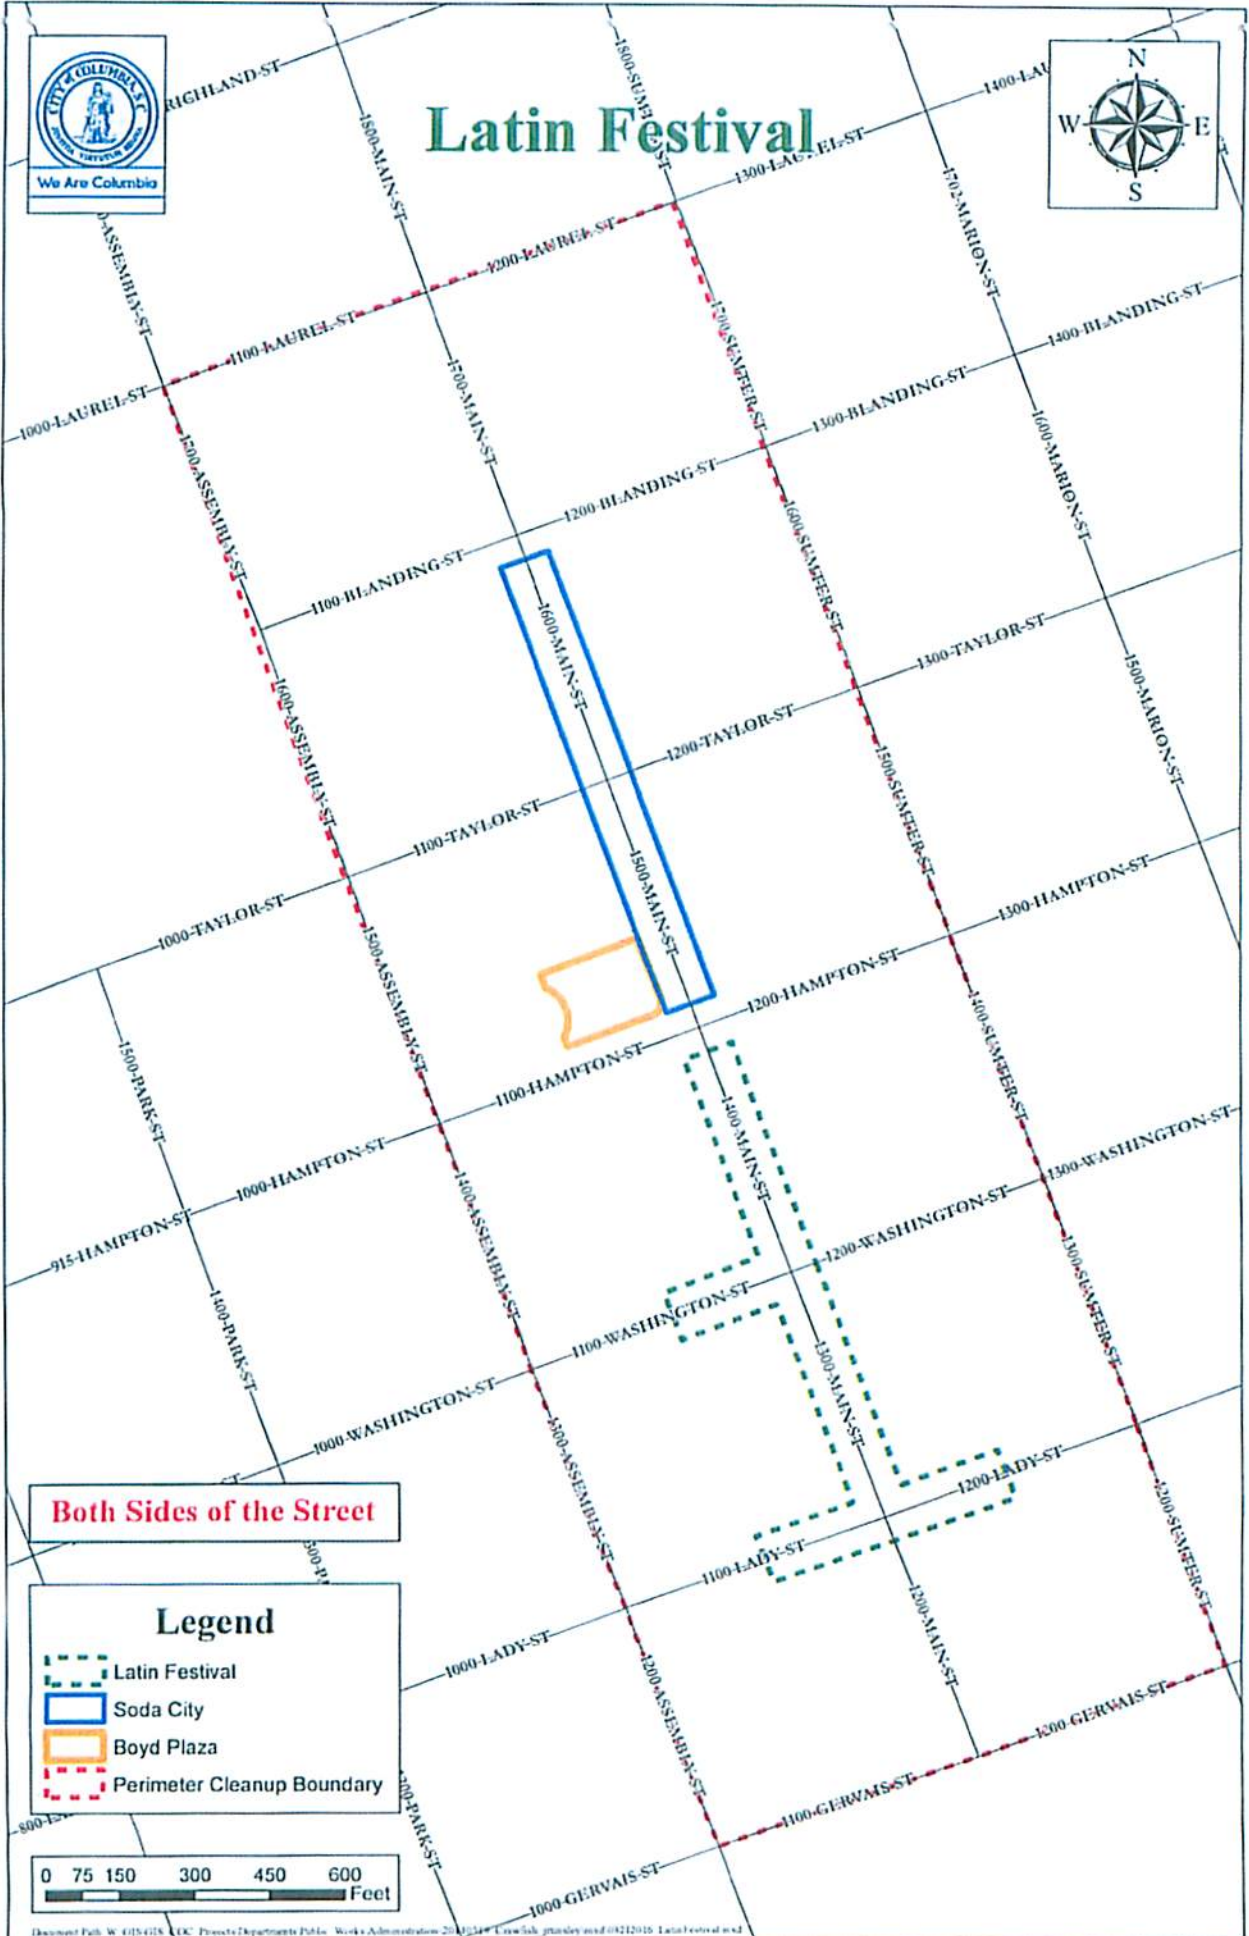 CITY of COLUMBIA, S.C.
We Are Columbia
Latin Festival
N
W
E
S
RICHLAND-ST
1800-MAIN-ST
1300-LAUREL-ST
1702-MARION-ST
ASSEMBLY-ST
1200-LAUREL-ST
1100-LAUREL-ST
1000-LAUREL-ST
1700-SUMTER-ST
1400-BLANDING-ST
1700-MAIN-ST
1300-BLANDING-ST
1700-ASSEMBLY-ST
1600-MARION-ST
1200-BLANDING-ST
1100-BLANDING-ST
1600-SUMTER-ST
1600-MAIN-ST
1300-TAYLOR-ST
1600-ASSEMBLY-ST
1500-MARION-ST
1200-TAYLOR-ST
1100-TAYLOR-ST
1500-SUMTER-ST
1000-TAYLOR-ST
1500-MAIN-ST
1300-HAMPTON-ST
1500-ASSEMBLY-ST
1200-HAMPTON-ST
1400-SUMTER-ST
1500-PARK-ST
1100-HAMPTON-ST
1400-MAIN-ST
1000-HAMPTON-ST
1300-WASHINGTON-ST
915-HAMPTON-ST
1400-ASSEMBLY-ST
1200-WASHINGTON-ST
1400-PARK-ST
1100-WASHINGTON-ST
1300-SUMTER-ST
1300-MAIN-ST
1000-WASHINGTON-ST
1300-ASSEMBLY-ST
1200-LADY-ST
1200-SUMTER-ST
1100-LADY-ST
1200-MAIN-ST
1000-LADY-ST
1200-ASSEMBLY-ST
1200-GERVAIS-ST
1100-GERVAIS-ST
1000-GERVAIS-ST
Both Sides of the Street
Legend
Latin Festival
Soda City
Boyd Plaza
Perimeter Cleanup Boundary
0 75 150 300 450 600
Feet